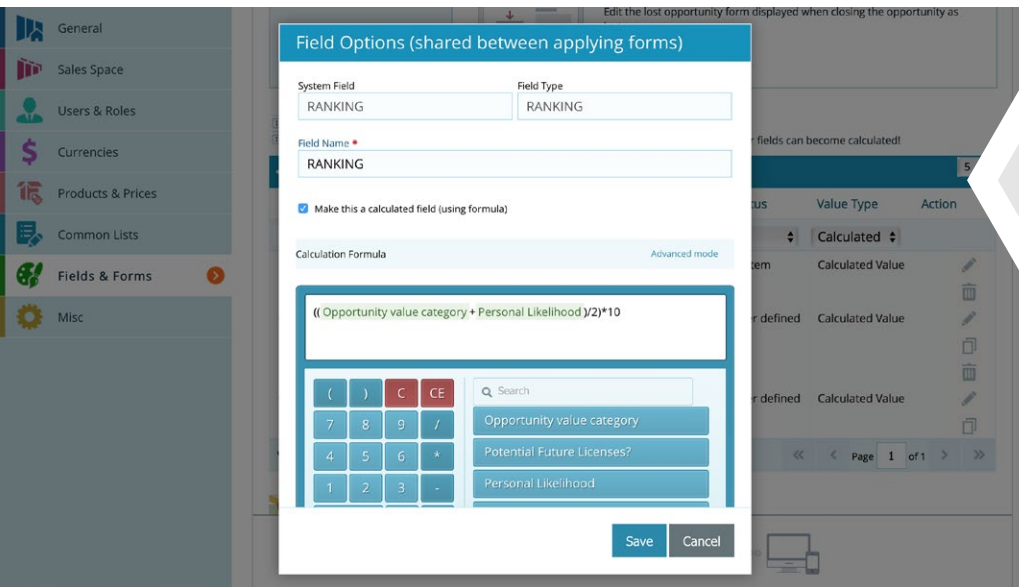 General
Sales Space
Users & Roles
Currencies
Products & Prices
Common Lists
Fields & Forms
Misc
Edit the lost opportunity form displayed when closing the opportunity as
Field Options (shared between applying forms)
System Field
Field Type
RANKING
RANKING
Field Name •
RANKING
Make this a calculated field (using formula)
Calculation Formula
Advanced mode
((Opportunity value category + Personal Likelihood)/2)*10
( ) C CE
7 8 9 /
4 5 6 *
1 2 3 -
Search
Opportunity value category
Potential Future Licenses?
Personal Likelihood
Save
Cancel
fields can become calculated!
5
Value Type
Action
Calculated
Calculated Value
defined
Calculated Value
defined
Calculated Value
Page 1 of 1